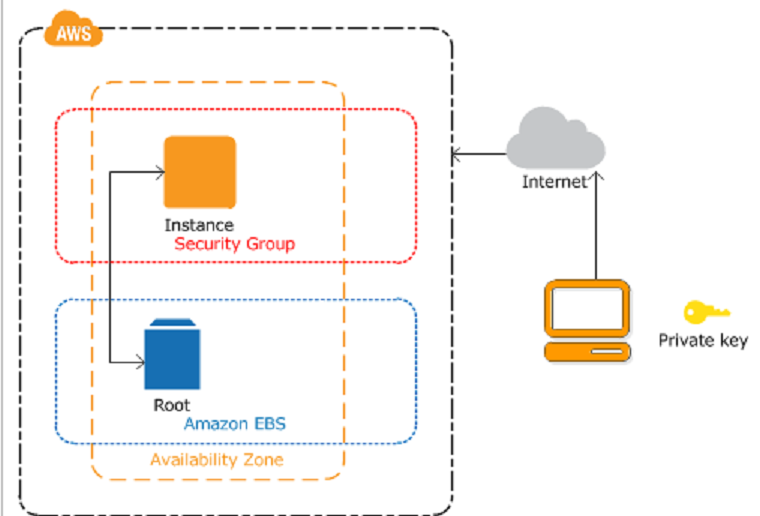 AWS
Instance
Security Group
Root
Amazon EBS
Availability Zone
Internet
Private key